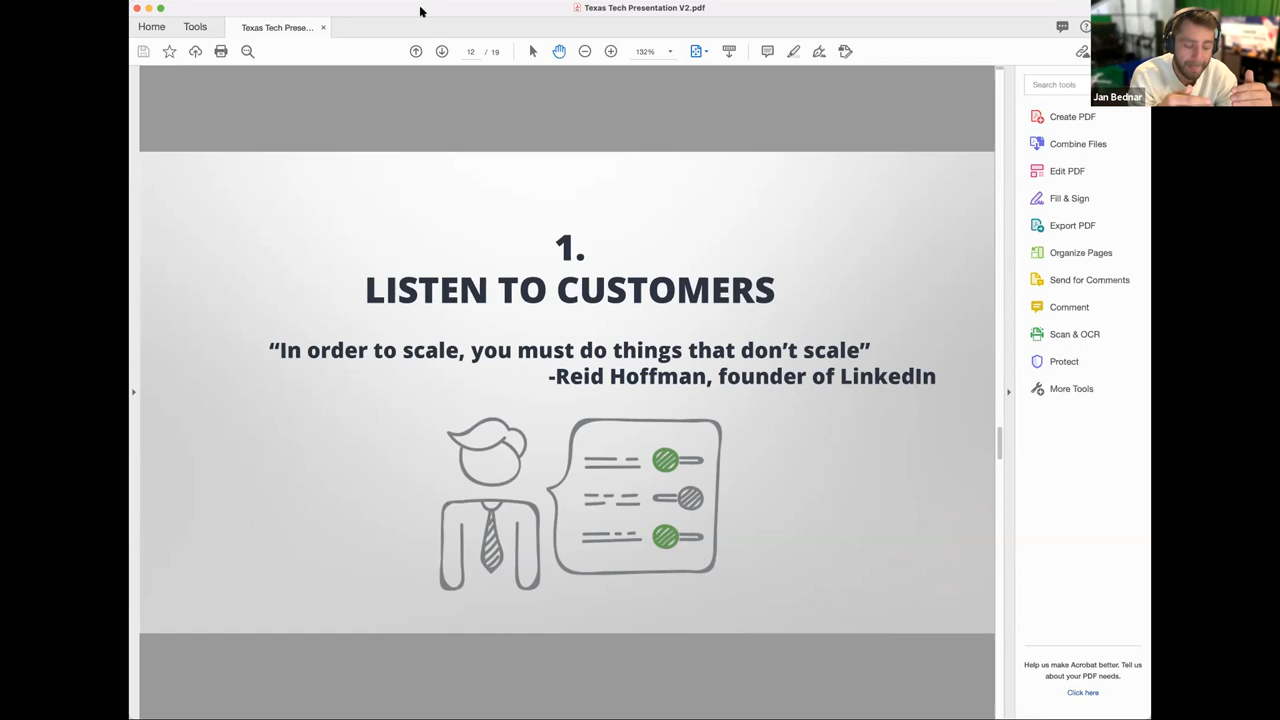 Texas Tech Presentation V2.pdf
Home
Tools
Texas Tech Prese...
×
12 / 19
132%
Jan Bednar
Search tools
Create PDF
Combine Files
Edit PDF
Fill & Sign
Export PDF
Organize Pages
Send for Comments
Comment
Scan & OCR
Protect
More Tools
1.
LISTEN TO CUSTOMERS
“In order to scale, you must do things that don’t scale”
-Reid Hoffman, founder of LinkedIn
Help us make Acrobat better. Tell us
about your PDF needs.
Click here